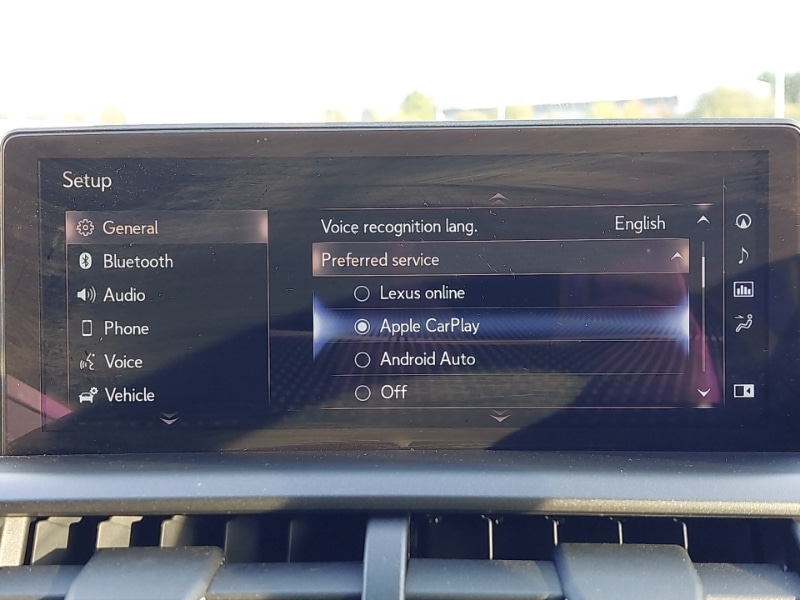 Setup
General
Bluetooth
Audio
Phone
Voice
Vehicle
Voice recognition lang. English
Preferred service
Lexus online
Apple CarPlay
Android Auto
Off